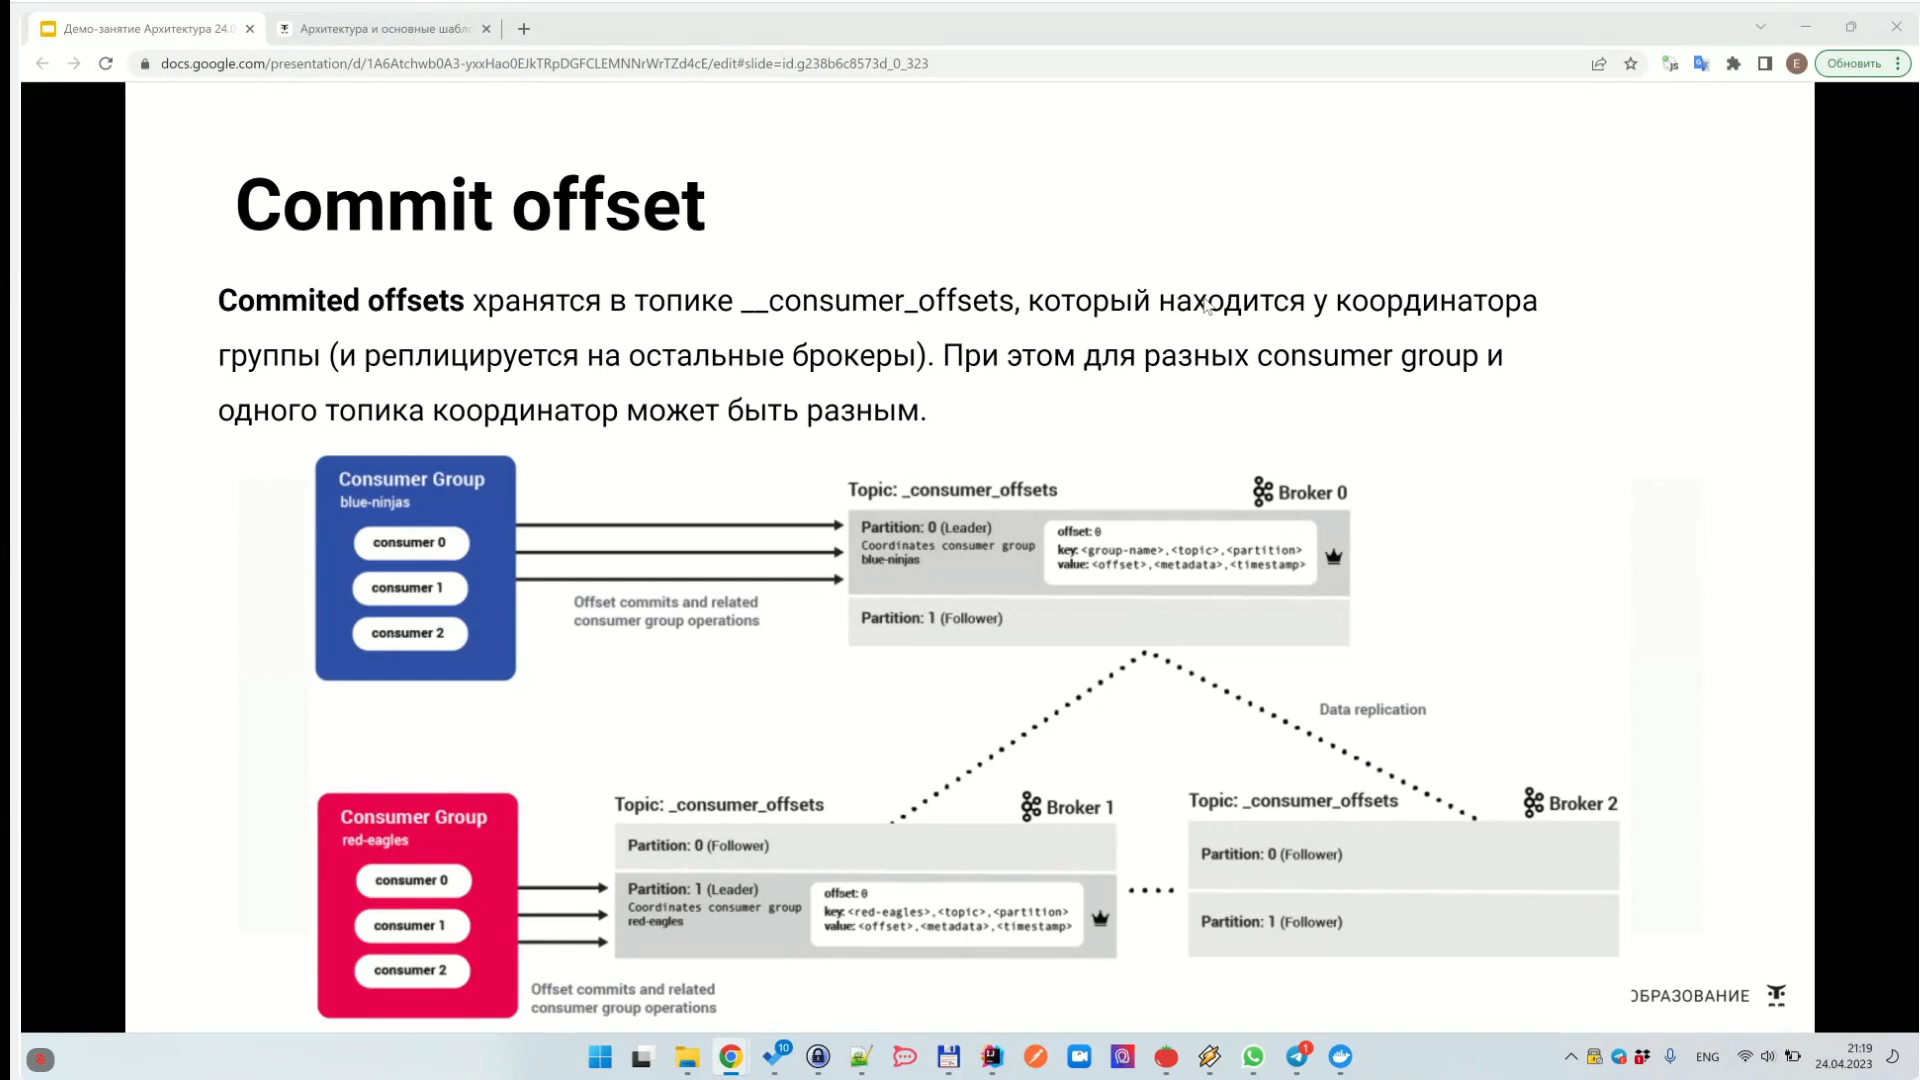 Демо-занятие Архитектура 24.0
Архитектура и основные шабло
docs.google.com/presentation/d/1A6Atchwb0A3-yxxHao0EJkTRpDGFCLEMNNrWrTZd4cE/edit#slide=id.g238b6c8573d_0_323
js
E
Обновить
Commit offset
Commited offsets хранятся в топике __consumer_offsets, который находится у координатора
группы (и реплицируется на остальные брокеры). При этом для разных consumer group и
одного топика координатор может быть разным.
Consumer Group
blue-ninjas
consumer 0
consumer 1
consumer 2
Offset commits and related
consumer group operations
Topic: _consumer_offsets
Broker 0
Partition: 0 (Leader)
Coordinates consumer group
blue-ninjas
offset: 0
key: <group-name>,<topic>,<partition>
value: <offset>,<metadata>,<timestamp>
Partition: 1 (Follower)
Data replication
Consumer Group
red-eagles
consumer 0
consumer 1
consumer 2
Offset commits and related
consumer group operations
Topic: _consumer_offsets
Broker 1
Partition: 0 (Follower)
Partition: 1 (Leader)
Coordinates consumer group
red-eagles
offset: 0
key: <red-eagles>,<topic>,<partition>
value: <offset>,<metadata>,<timestamp>
Topic: _consumer_offsets
Broker 2
Partition: 0 (Follower)
Partition: 1 (Follower)
ОБРАЗОВАНИЕ
10
1
ENG
21:19
24.04.2023